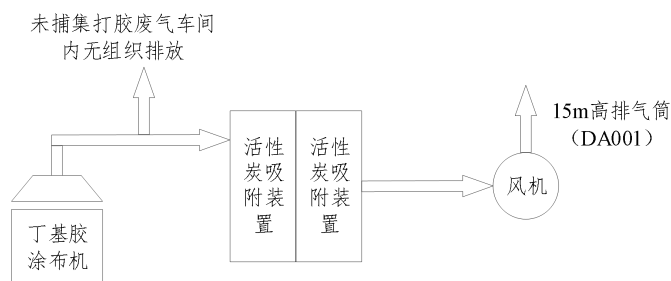 未捕集打胶废气车间
内无组织排放
活性
炭吸
附装
置
活性
炭吸
附装
置
15m高排气筒
（DA001）
风机
丁基胶
涂布机